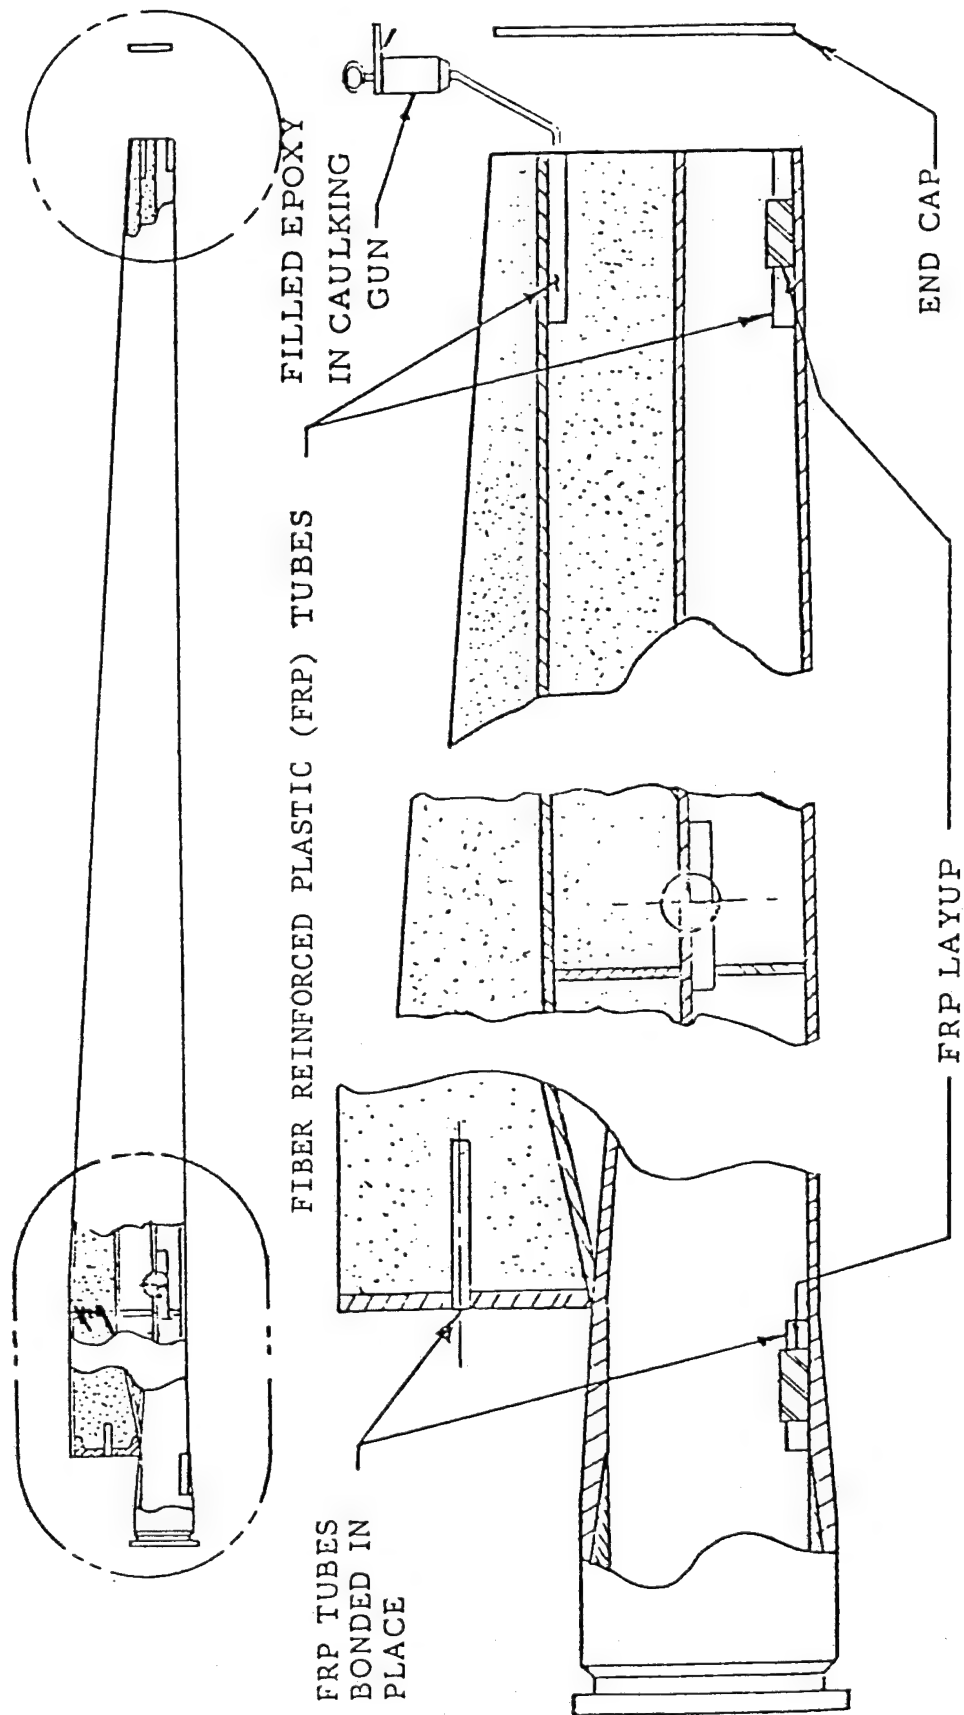 FILLED EPOXY
IN CAULKING
GUN
END CAP
FIBER REINFORCED PLASTIC (FRP) TUBES
FRP TUBES
BONDED IN
PLACE
FRP LAYUP